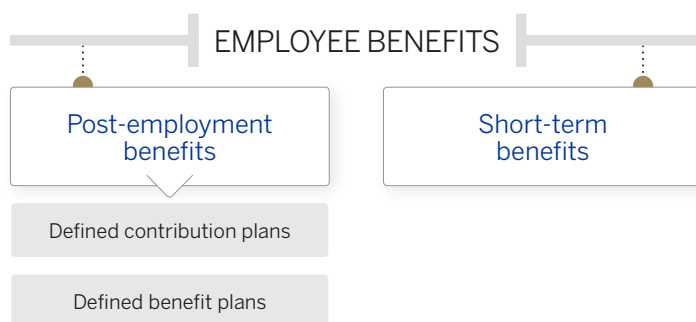 EMPLOYEE BENEFITS
Post-employment
benefits
Short-term
benefits
Defined contribution plans
Defined benefit plans